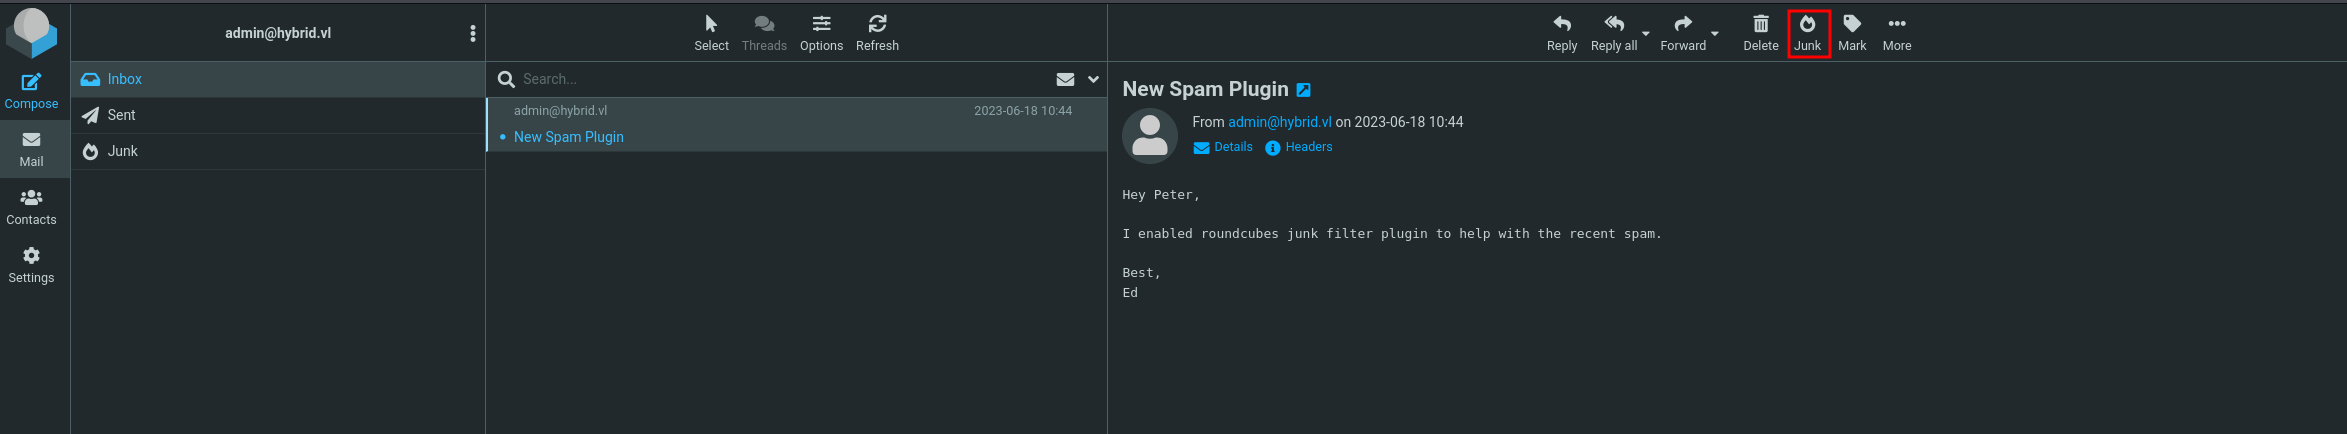 admin@hybrid.vl
Select
Threads
Options
Refresh
Reply
Reply all
Forward
Delete
Junk
Mark
More
Compose
Mail
Contacts
Settings
Inbox
Sent
Junk
Search...
admin@hybrid.vl 2023-06-18 10:44
New Spam Plugin
New Spam Plugin
From admin@hybrid.vl on 2023-06-18 10:44
Details Headers
Hey Peter,
I enabled roundcubes junk filter plugin to help with the recent spam.
Best,
Ed